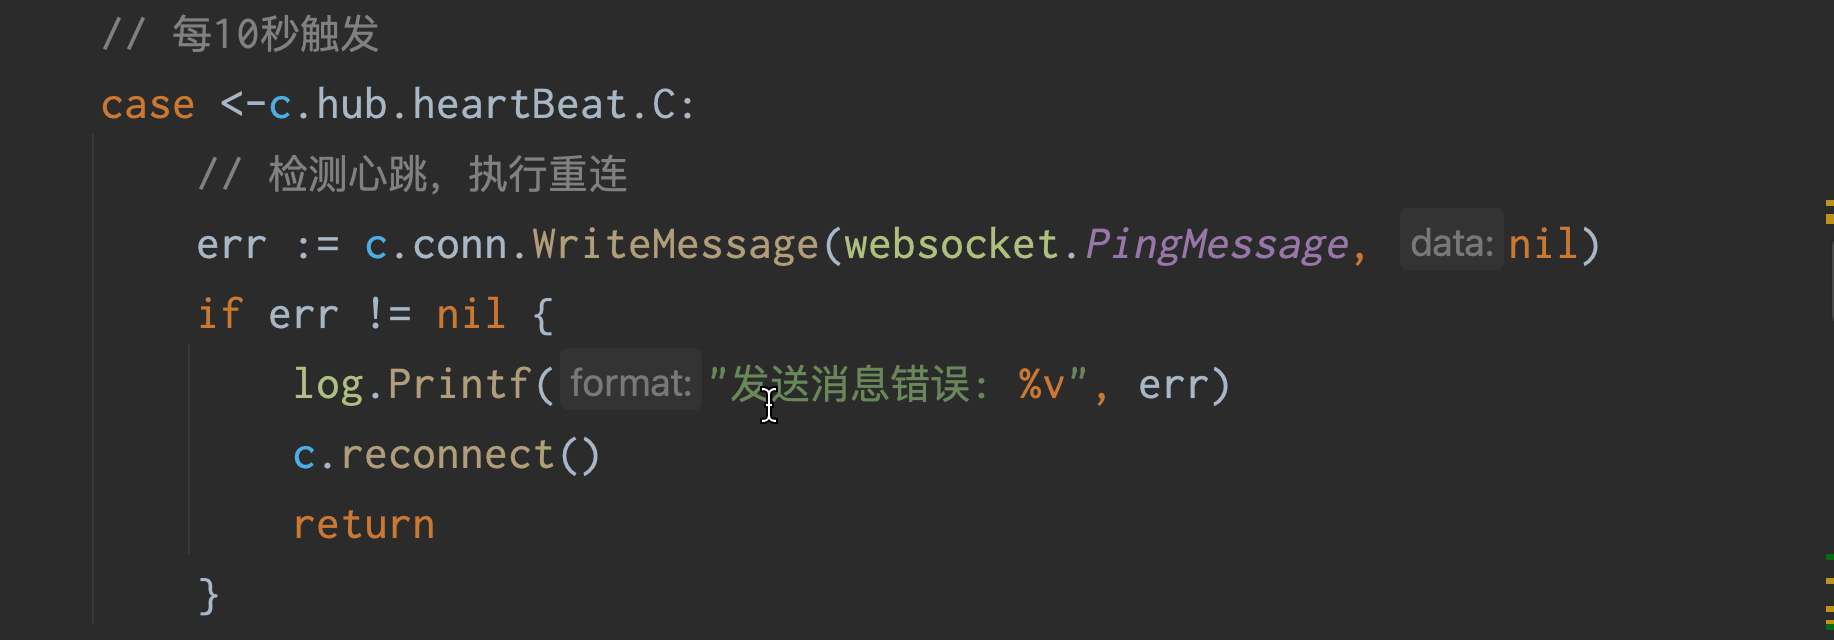 // 每10秒触发
case <-c.hub.heartBeat.C:
// 检测心跳, 执行重连
err := c.conn.WriteMessage(websocket.PingMessage, data: nil)
if err != nil {
log.Printf( format: "发送消息错误: %v", err)
c.reconnect()
return
}